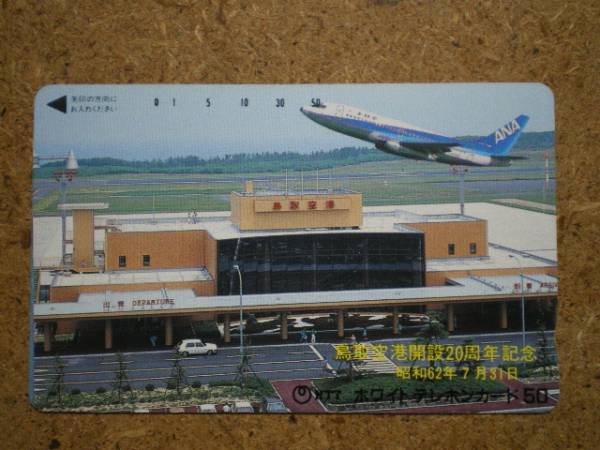 矢印の方向に
お入れください
0 1 5 10 30 50
ANA
鳥取空港
出発 DEPARTURE
鳥取空港開設20周年記念
昭和62年7月31日
NTT ホワイトテレホンカード50